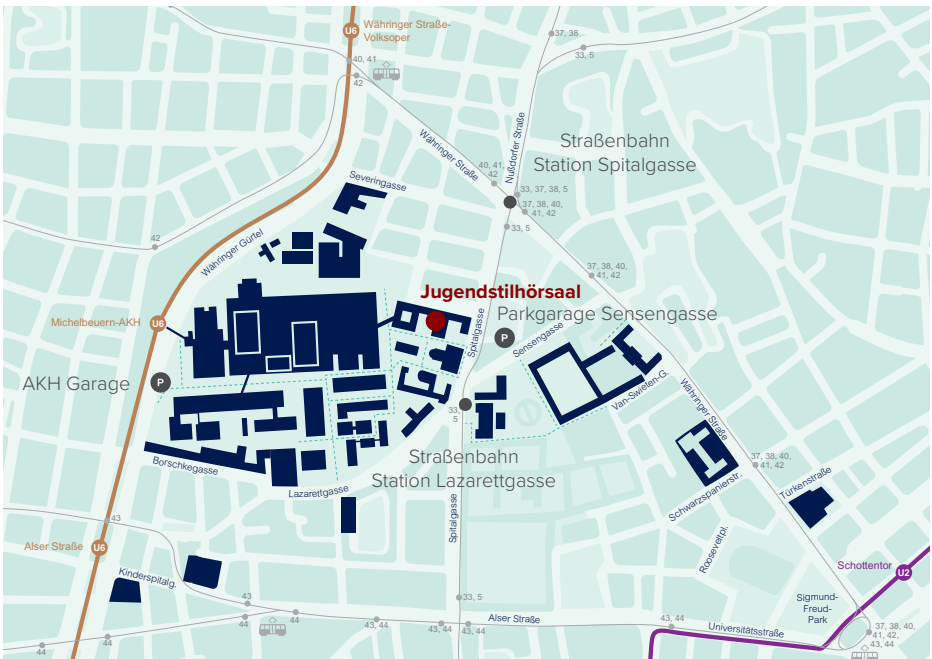 U6
Währinger Straße-
Volksoper
37, 38
33, 5
40, 41
42
Straßenbahn
Station Spitalgasse
Nußdorfer Straße
Währinger Straße
40, 41,
42
Severingasse
33, 37, 38, 5
37, 38, 40,
41, 42
33, 5
42
Währinger Gürtel
37, 38, 40,
41, 42
Jugendstilhörsaal
Parkgarage Sensengasse
Michelbeuern-AKH
U6
P
Spitalgasse
Sensengasse
AKH Garage
P
Van-Swieten-G.
Währinger Straße
33,
5
Straßenbahn
Station Lazarettgasse
Borschkegasse
Lazarettgasse
37, 38, 40,
41, 42
Türkenstraße
Schwarzspanierstr.
Spitalgasse
43
Rooseveltpl.
Alser Straße
U6
Schottentor
U2
Kinderspitalg.
43
44
33, 5
Sigmund-
Freud-
Park
Alser Straße
43, 44
43, 44
43, 44
43, 44
Universitätsstraße
37, 38, 40,
41, 42,
43, 44
44
44
44